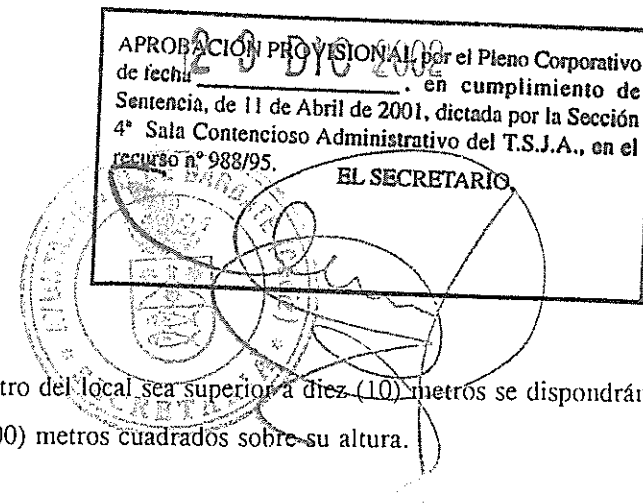 APROBACIÓN PROVISIONAL por el Pleno Corporativo
de fecha 2002 . en cumplimiento de
Sentencia, de 11 de Abril de 2001, dictada por la Sección
4ª Sala Contencioso Administrativo del T.S.J.A., en el
recurso nº 988/95.
EL SECRETARIO,
tro del local sea superior a diez (10) metros se dispondrán
00) metros cuadrados sobre su altura.